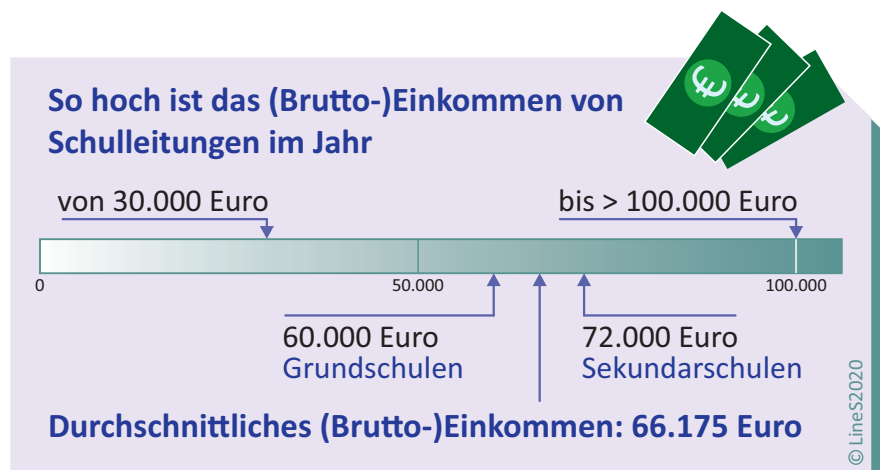 So hoch ist das (Brutto-)Einkommen von
Schulleitungen im Jahr
von 30.000 Euro
bis > 100.000 Euro
0
50.000
100.000
60.000 Euro
Grundschulen
72.000 Euro
Sekundarschulen
Durchschnittliches (Brutto-)Einkommen: 66.175 Euro
© LineS2020
€
€
€